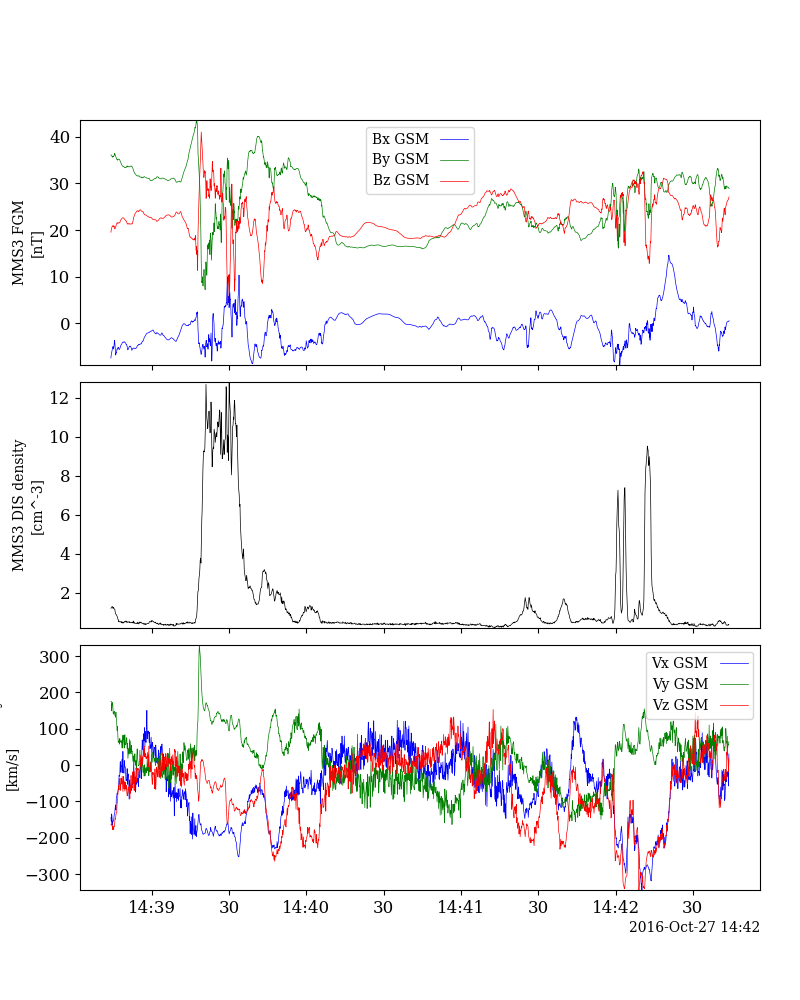 40
30
20
10
0
MMS3 FGM
[nT]
Bx GSM
By GSM
Bz GSM
12
10
8
6
4
2
MMS3 DIS density
[cm^-3]
300
200
100
0
−100
−200
−300
[km/s]
Vx GSM
Vy GSM
Vz GSM
14:39 30 14:40 30 14:41 30 14:42 30
2016-Oct-27 14:42